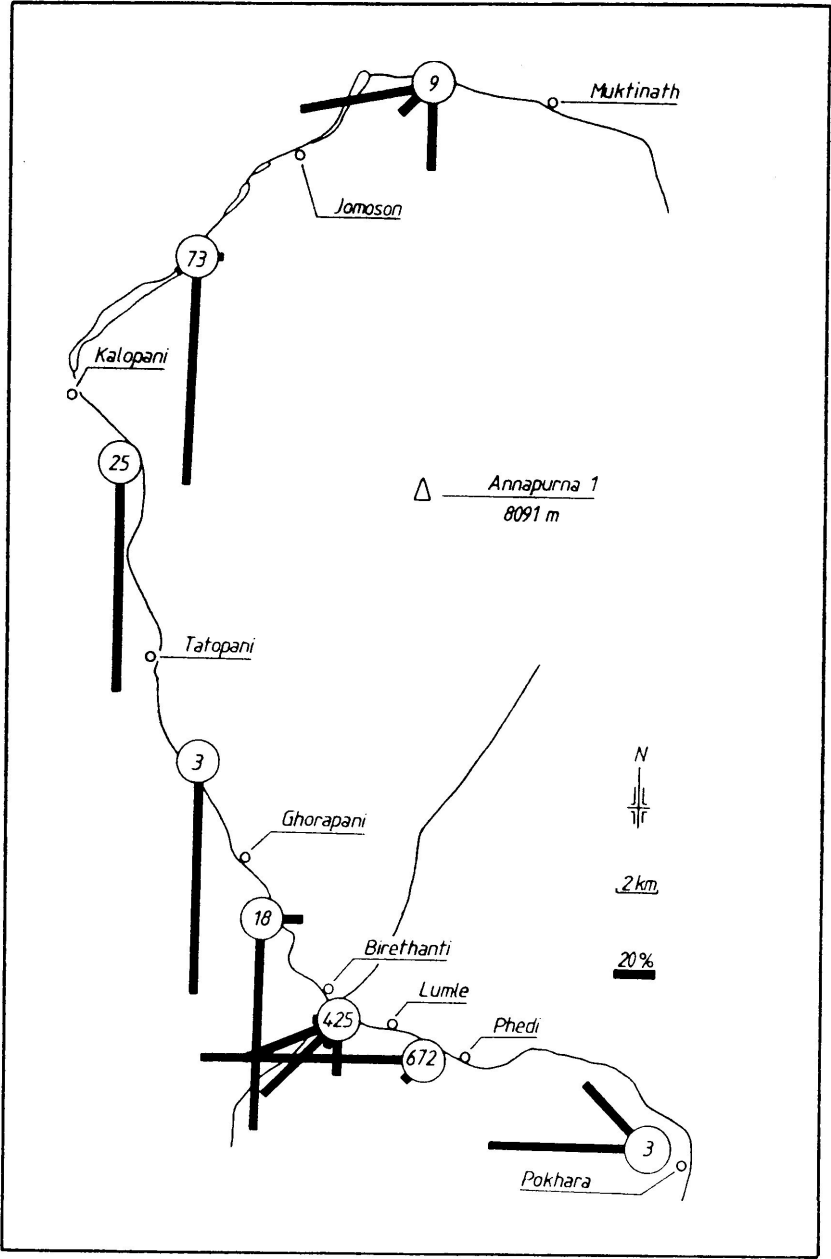 9
Muktinath
Jomoson
73
Kalopani
25
Annapurna 1
8091 m
Tatopani
N
3
Ghorapani
2 km
18
Birethanti
20%
Lumle
425
Phedi
672
3
Pokhara